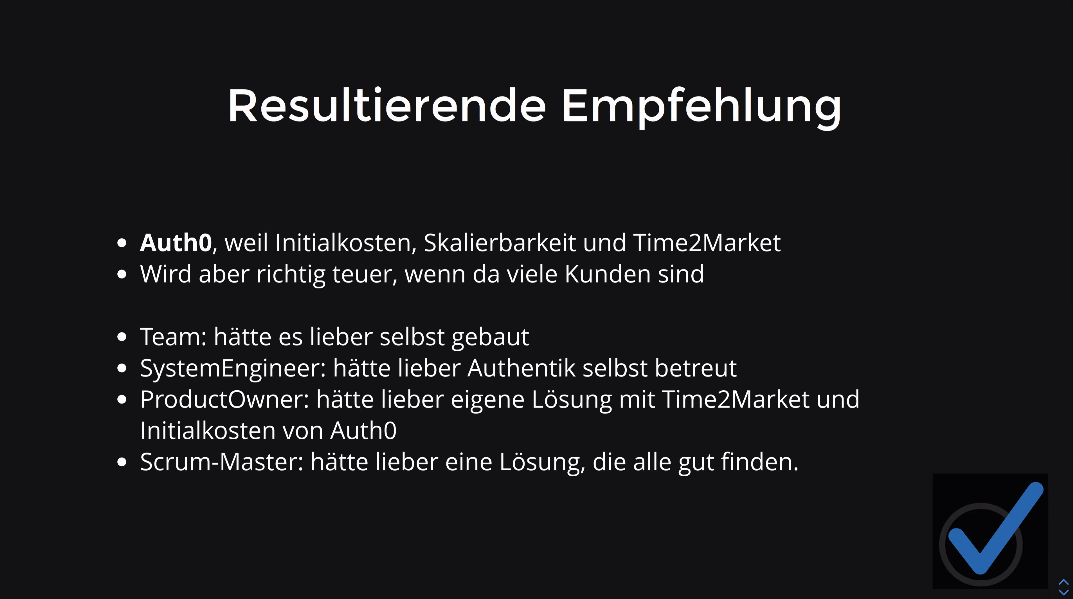 Resultierende Empfehlung
Auth0, weil Initialkosten, Skalierbarkeit und Time2Market
Wird aber richtig teuer, wenn da viele Kunden sind
Team: hätte es lieber selbst gebaut
SystemEngineer: hätte lieber Authentik selbst betreut
ProductOwner: hätte lieber eigene Lösung mit Time2Market und
Initialkosten von Auth0
Scrum-Master: hätte lieber eine Lösung, die alle gut finden.